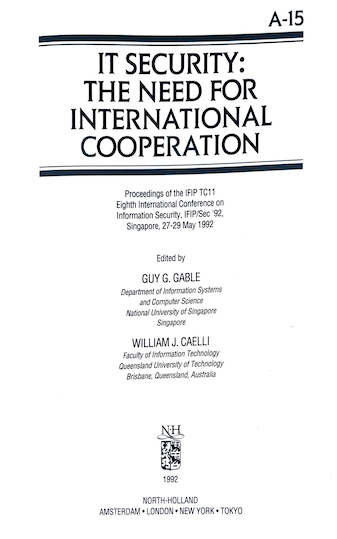 A-15
IT SECURITY:
THE NEED FOR
INTERNATIONAL
COOPERATION
Proceedings of the IFIP TC11
Eighth International Conference on
Information Security, IFIP/Sec '92,
Singapore, 27-29 May 1992
Edited by
GUY G. GABLE
Department of Information Systems
and Computer Science
National University of Singapore
Singapore
WILLIAM J. CAELLI
Faculty of Information Technology
Queensland University of Technology
Brisbane, Queensland, Australia
N·H
1992
NORTH-HOLLAND
AMSTERDAM • LONDON • NEW YORK • TOKYO